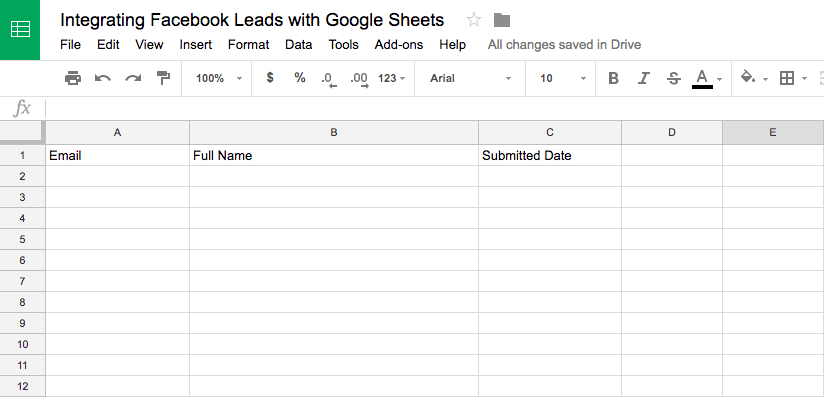 Integrating Facebook Leads with Google Sheets
File Edit View Insert Format Data Tools Add-ons Help All changes saved in Drive
100% $ % .0 .00 123 Arial 10 B I S A
fx
A B C D E
1 Email Full Name Submitted Date
2
3
4
5
6
7
8
9
10
11
12